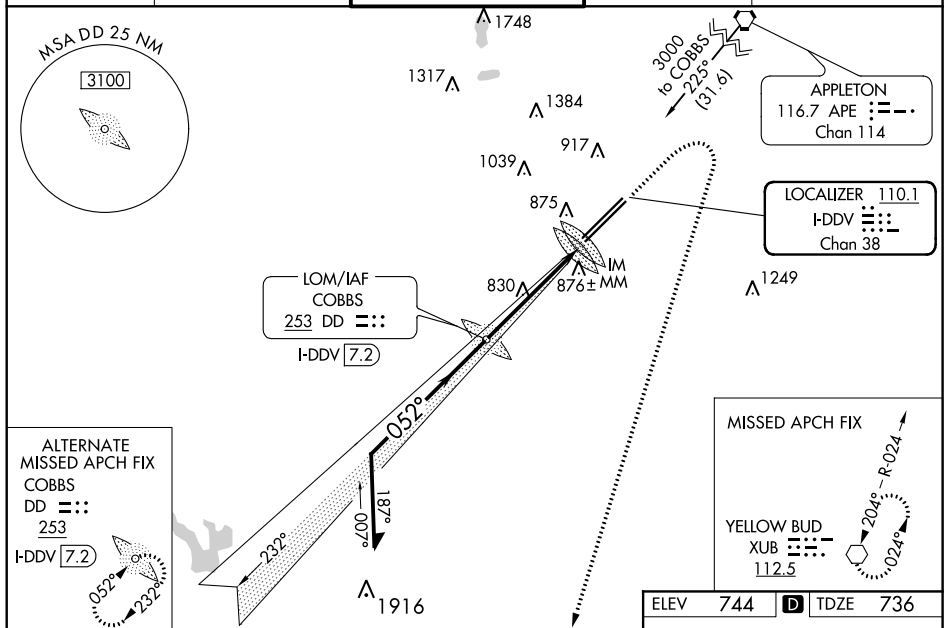 MSA DD 25 NM
3100
1748
1317
1384
917
1039
875
830
876±
IM
MM
1249
1916
3000
to COBBS
225°
(31.6)
APPLETON
116.7 APE
Chan 114
LOCALIZER 110.1
I-DDV
Chan 38
LOM/IAF
COBBS
253 DD
I-DDV 7.2
052°
187°
007°
232°
ALTERNATE
MISSED APCH FIX
COBBS
DD
253
I-DDV 7.2
052°
232°
MISSED APCH FIX
204° R-024
YELLOW BUD
XUB
112.5
024°
ELEV 744 D TDZE 736